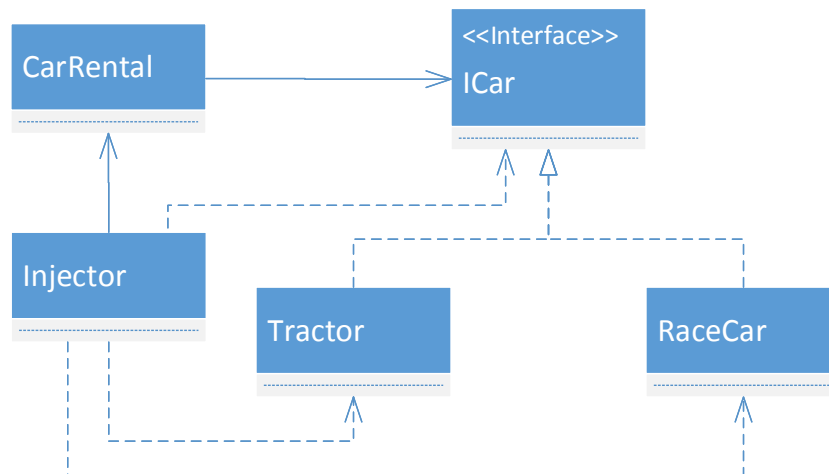 CarRental
<<Interface>>
ICar
Injector
Tractor
RaceCar